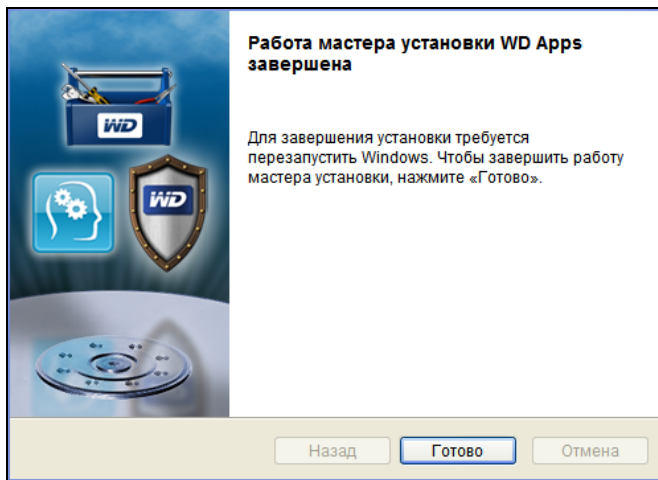 Работа мастера установки WD Apps
завершена
Для завершения установки требуется
перезапустить Windows. Чтобы завершить работу
мастера установки, нажмите «Готово».
WD
WD
Назад
Готово
Отмена